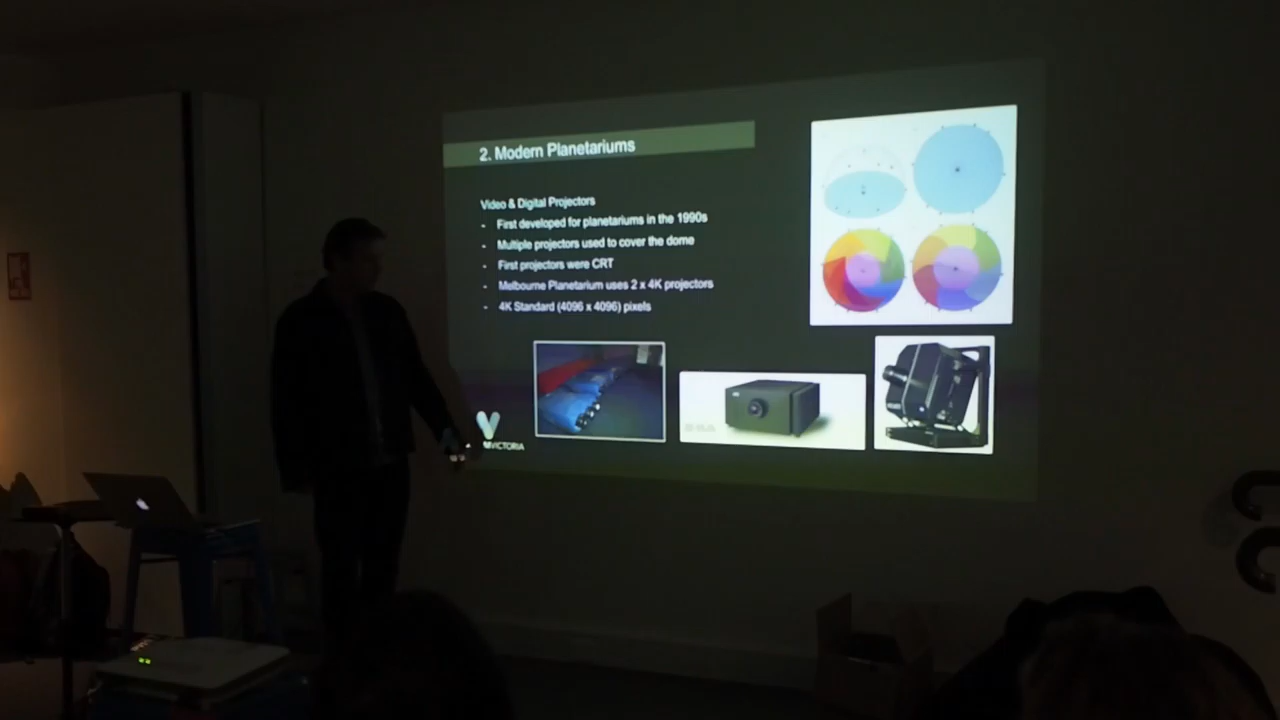 2. Modern Planetariums
Video & Digital Projectors
- First developed for planetariums in the 1990s
- Multiple projectors used to cover the dome
- First projectors were CRT
- Melbourne Planetarium uses 2 x 4K projectors
- 4K Standard (4096 x 4096) pixels
VICTORIA